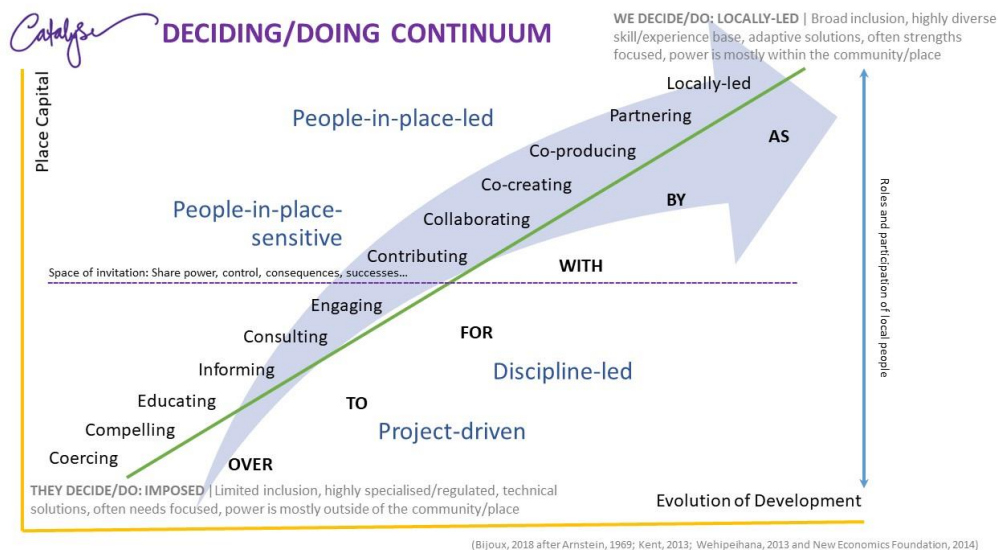 Catalyse
DECIDING/DOING CONTINUUM
WE DECIDE/DO: LOCALLY-LED | Broad inclusion, highly diverse
skill/experience base, adaptive solutions, often strengths
focused, power is mostly within the community/place
Place Capital
Locally-led
People-in-place-led
Partnering
AS
Co-producing
Co-creating
BY
People-in-place-
sensitive
Collaborating
Contributing
WITH
Space of invitation: Share power, control, consequences, successes...
Roles and participation of local people
Engaging
Consulting
FOR
Informing
Discipline-led
Educating
TO
Compelling
Project-driven
Coercing
OVER
THEY DECIDE/DO: IMPOSED |Limited inclusion, highly specialised/regulated, technical
solutions, often needs focused, power is mostly outside of the community/place
Evolution of Development
(Bijoux, 2018 after Arnstein, 1969; Kent, 2013; Wehipeihana, 2013 and New Economics Foundation, 2014)